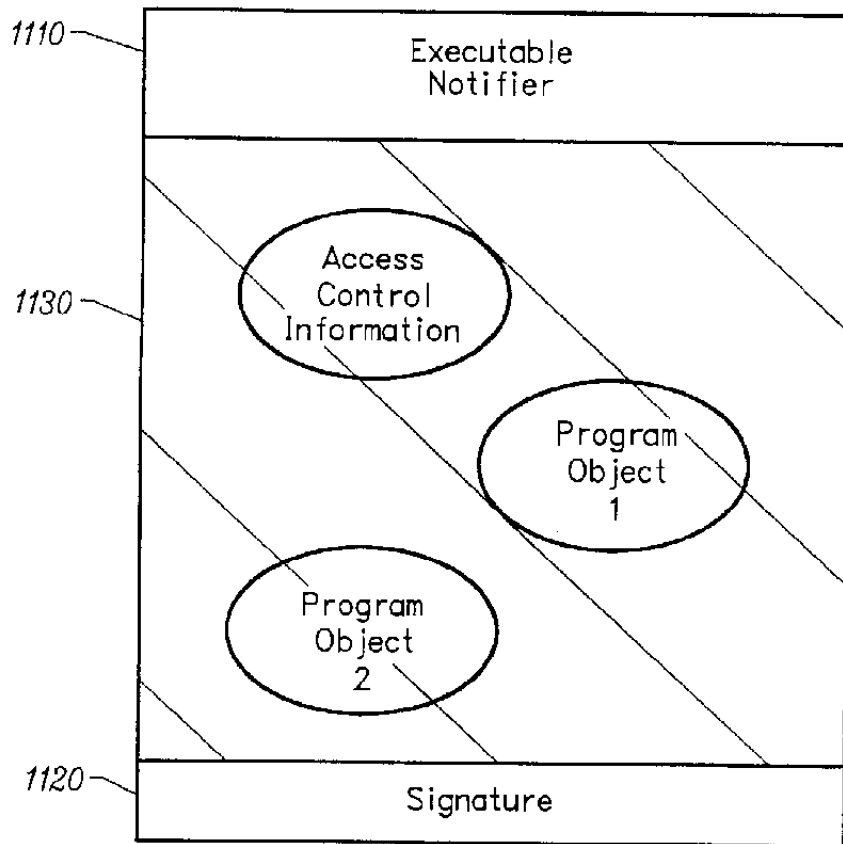 1110
Executable
Notifier
1130
Access
Control
Information
Program
Object
1
Program
Object
2
1120
Signature